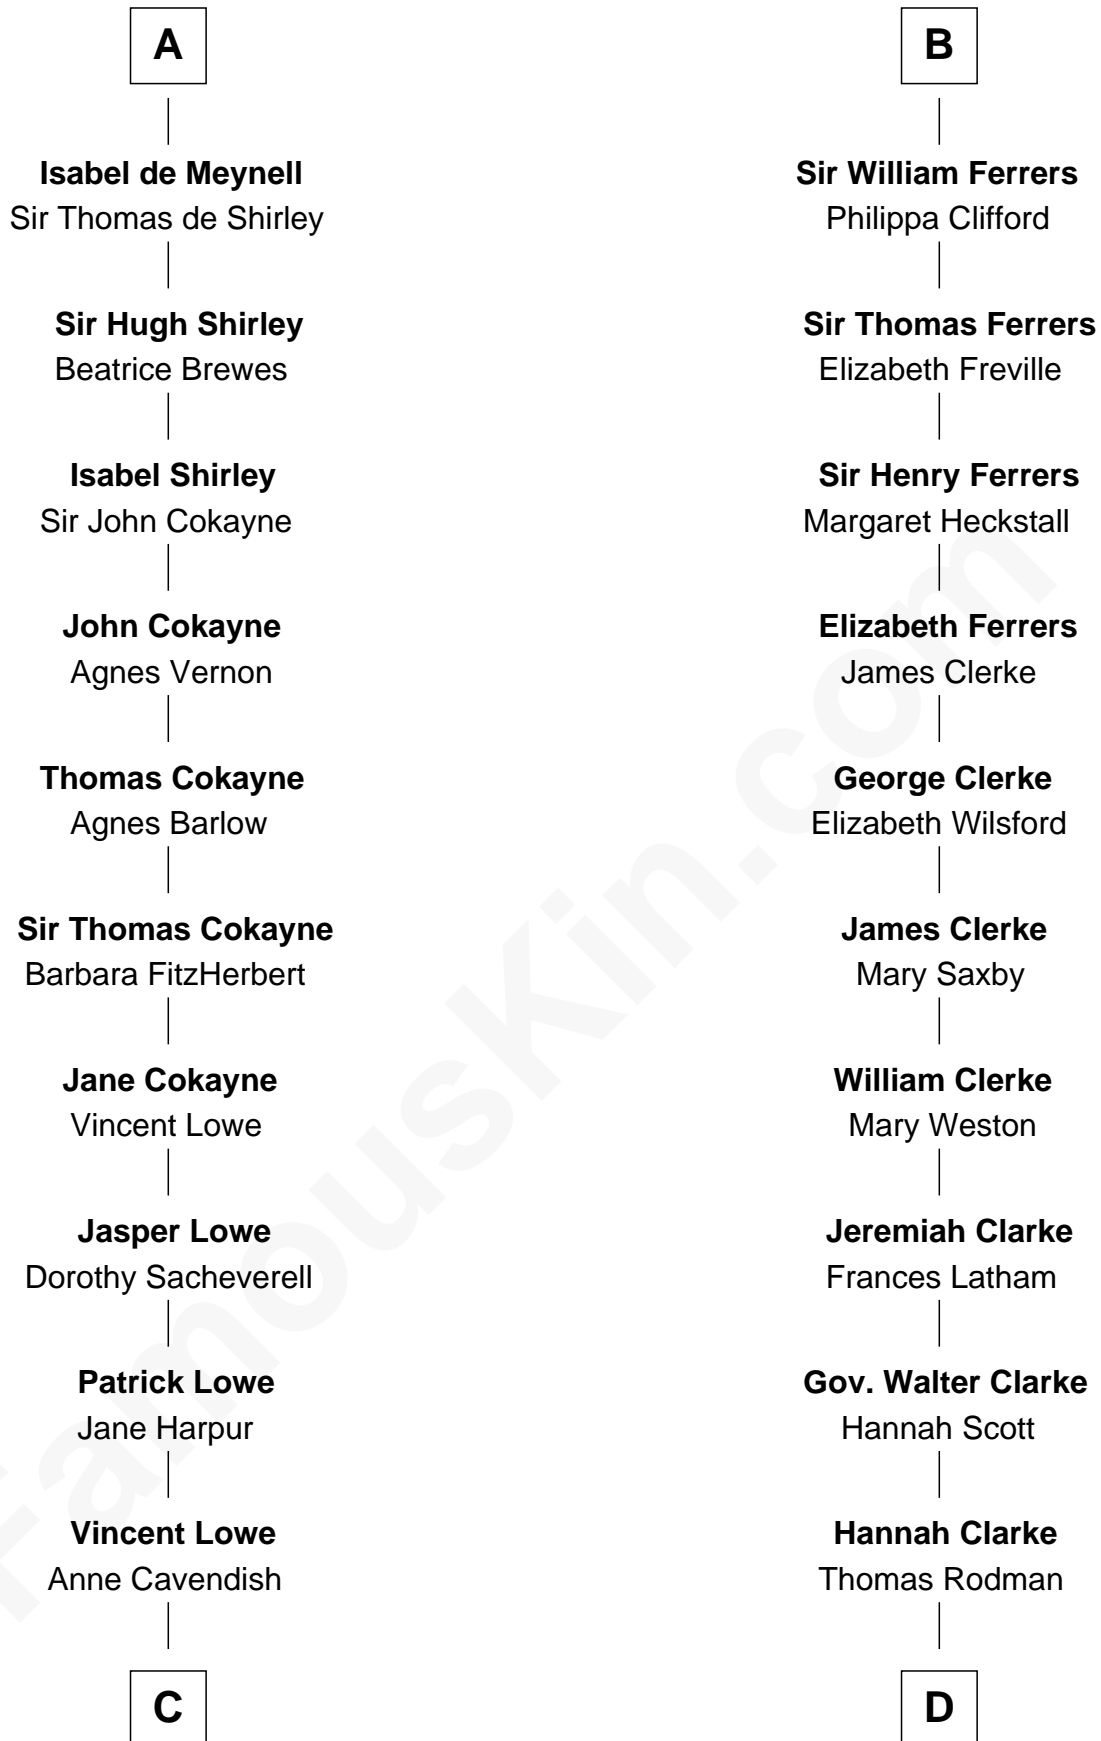 A
Isabel de Meynell
Sir Thomas de Shirley
Sir Hugh Shirley
Beatrice Brewes
Isabel Shirley
Sir John Cokayne
John Cokayne
Agnes Vernon
Thomas Cokayne
Agnes Barlow
Sir Thomas Cokayne
Barbara FitzHerbert
Jane Cokayne
Vincent Lowe
Jasper Lowe
Dorothy Sacheverell
Patrick Lowe
Jane Harpur
Vincent Lowe
Anne Cavendish
C
B
Sir William Ferrers
Philippa Clifford
Sir Thomas Ferrers
Elizabeth Freville
Sir Henry Ferrers
Margaret Heckstall
Elizabeth Ferrers
James Clerke
George Clerke
Elizabeth Wilsford
James Clerke
Mary Saxby
William Clerke
Mary Weston
Jeremiah Clarke
Frances Latham
Gov. Walter Clarke
Hannah Scott
Hannah Clarke
Thomas Rodman
D
FamousKin.com